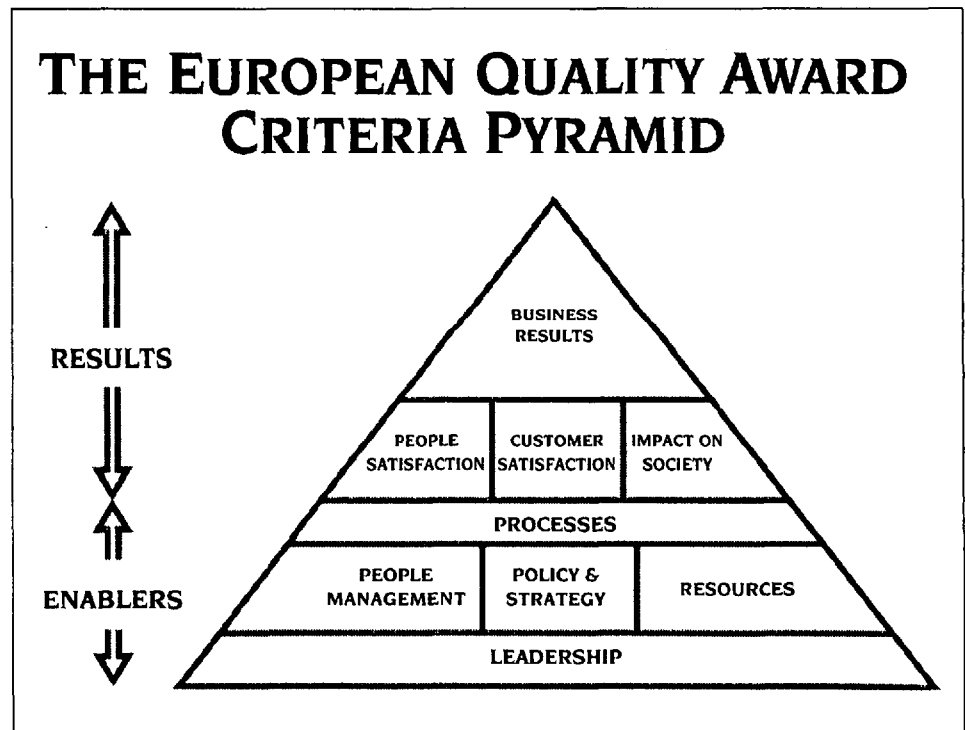 THE EUROPEAN QUALITY AWARD
CRITERIA PYRAMID
RESULTS
ENABLERS
BUSINESS
RESULTS
PEOPLE
SATISFACTION
CUSTOMER
SATISFACTION
IMPACT ON
SOCIETY
PROCESSES
PEOPLE
MANAGEMENT
POLICY &
STRATEGY
RESOURCES
LEADERSHIP